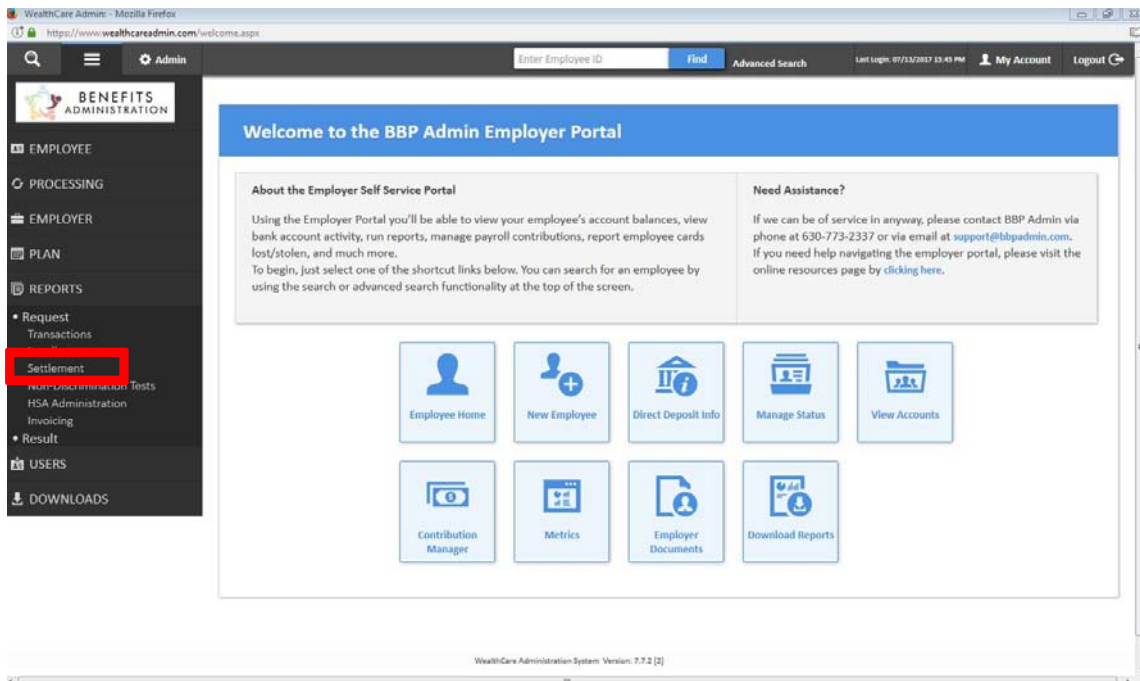 WealthCare Admin: - Mozilla Firefox
https://www.wealthcareadmin.com/welcome.aspx
Admin
Enter Employee ID
Find
Advanced Search
Last Login: 07/13/2017 13:45 PM
My Account
Logout
BENEFITS
ADMINISTRATION
EMPLOYEE
PROCESSING
EMPLOYER
PLAN
REPORTS
• Request
Transactions
Settlement
Non-Discrimination Tests
HSA Administration
Invoicing
• Result
USERS
DOWNLOADS
Welcome to the BBP Admin Employer Portal
About the Employer Self Service Portal
Using the Employer Portal you'll be able to view your employee's account balances, view
bank account activity, run reports, manage payroll contributions, report employee cards
lost/stolen, and much more.
To begin, just select one of the shortcut links below. You can search for an employee by
using the search or advanced search functionality at the top of the screen.
Need Assistance?
If we can be of service in anyway, please contact BBP Admin via
phone at 630-773-2337 or via email at support@bbpadmin.com.
If you need help navigating the employer portal, please visit the
online resources page by clicking here.
Employee Home
New Employee
Direct Deposit Info
Manage Status
View Accounts
Contribution
Manager
Metrics
Employer
Documents
Download Reports
WealthCare Administration System Version: 7.7.2 [2]